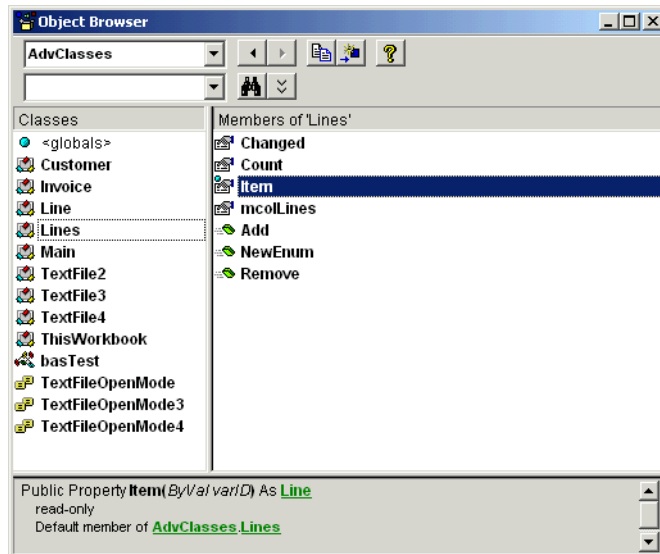 Object Browser
AdvClasses
Classes
Members of 'Lines'
<globals>
Customer
Invoice
Line
Lines
Main
TextFile2
TextFile3
TextFile4
ThisWorkbook
basTest
TextFileOpenMode
TextFileOpenMode3
TextFileOpenMode4
Changed
Count
Item
mcolLines
Add
NewEnum
Remove
Public Property Item(ByVal varID) As Line
read-only
Default member of AdvClasses.Lines